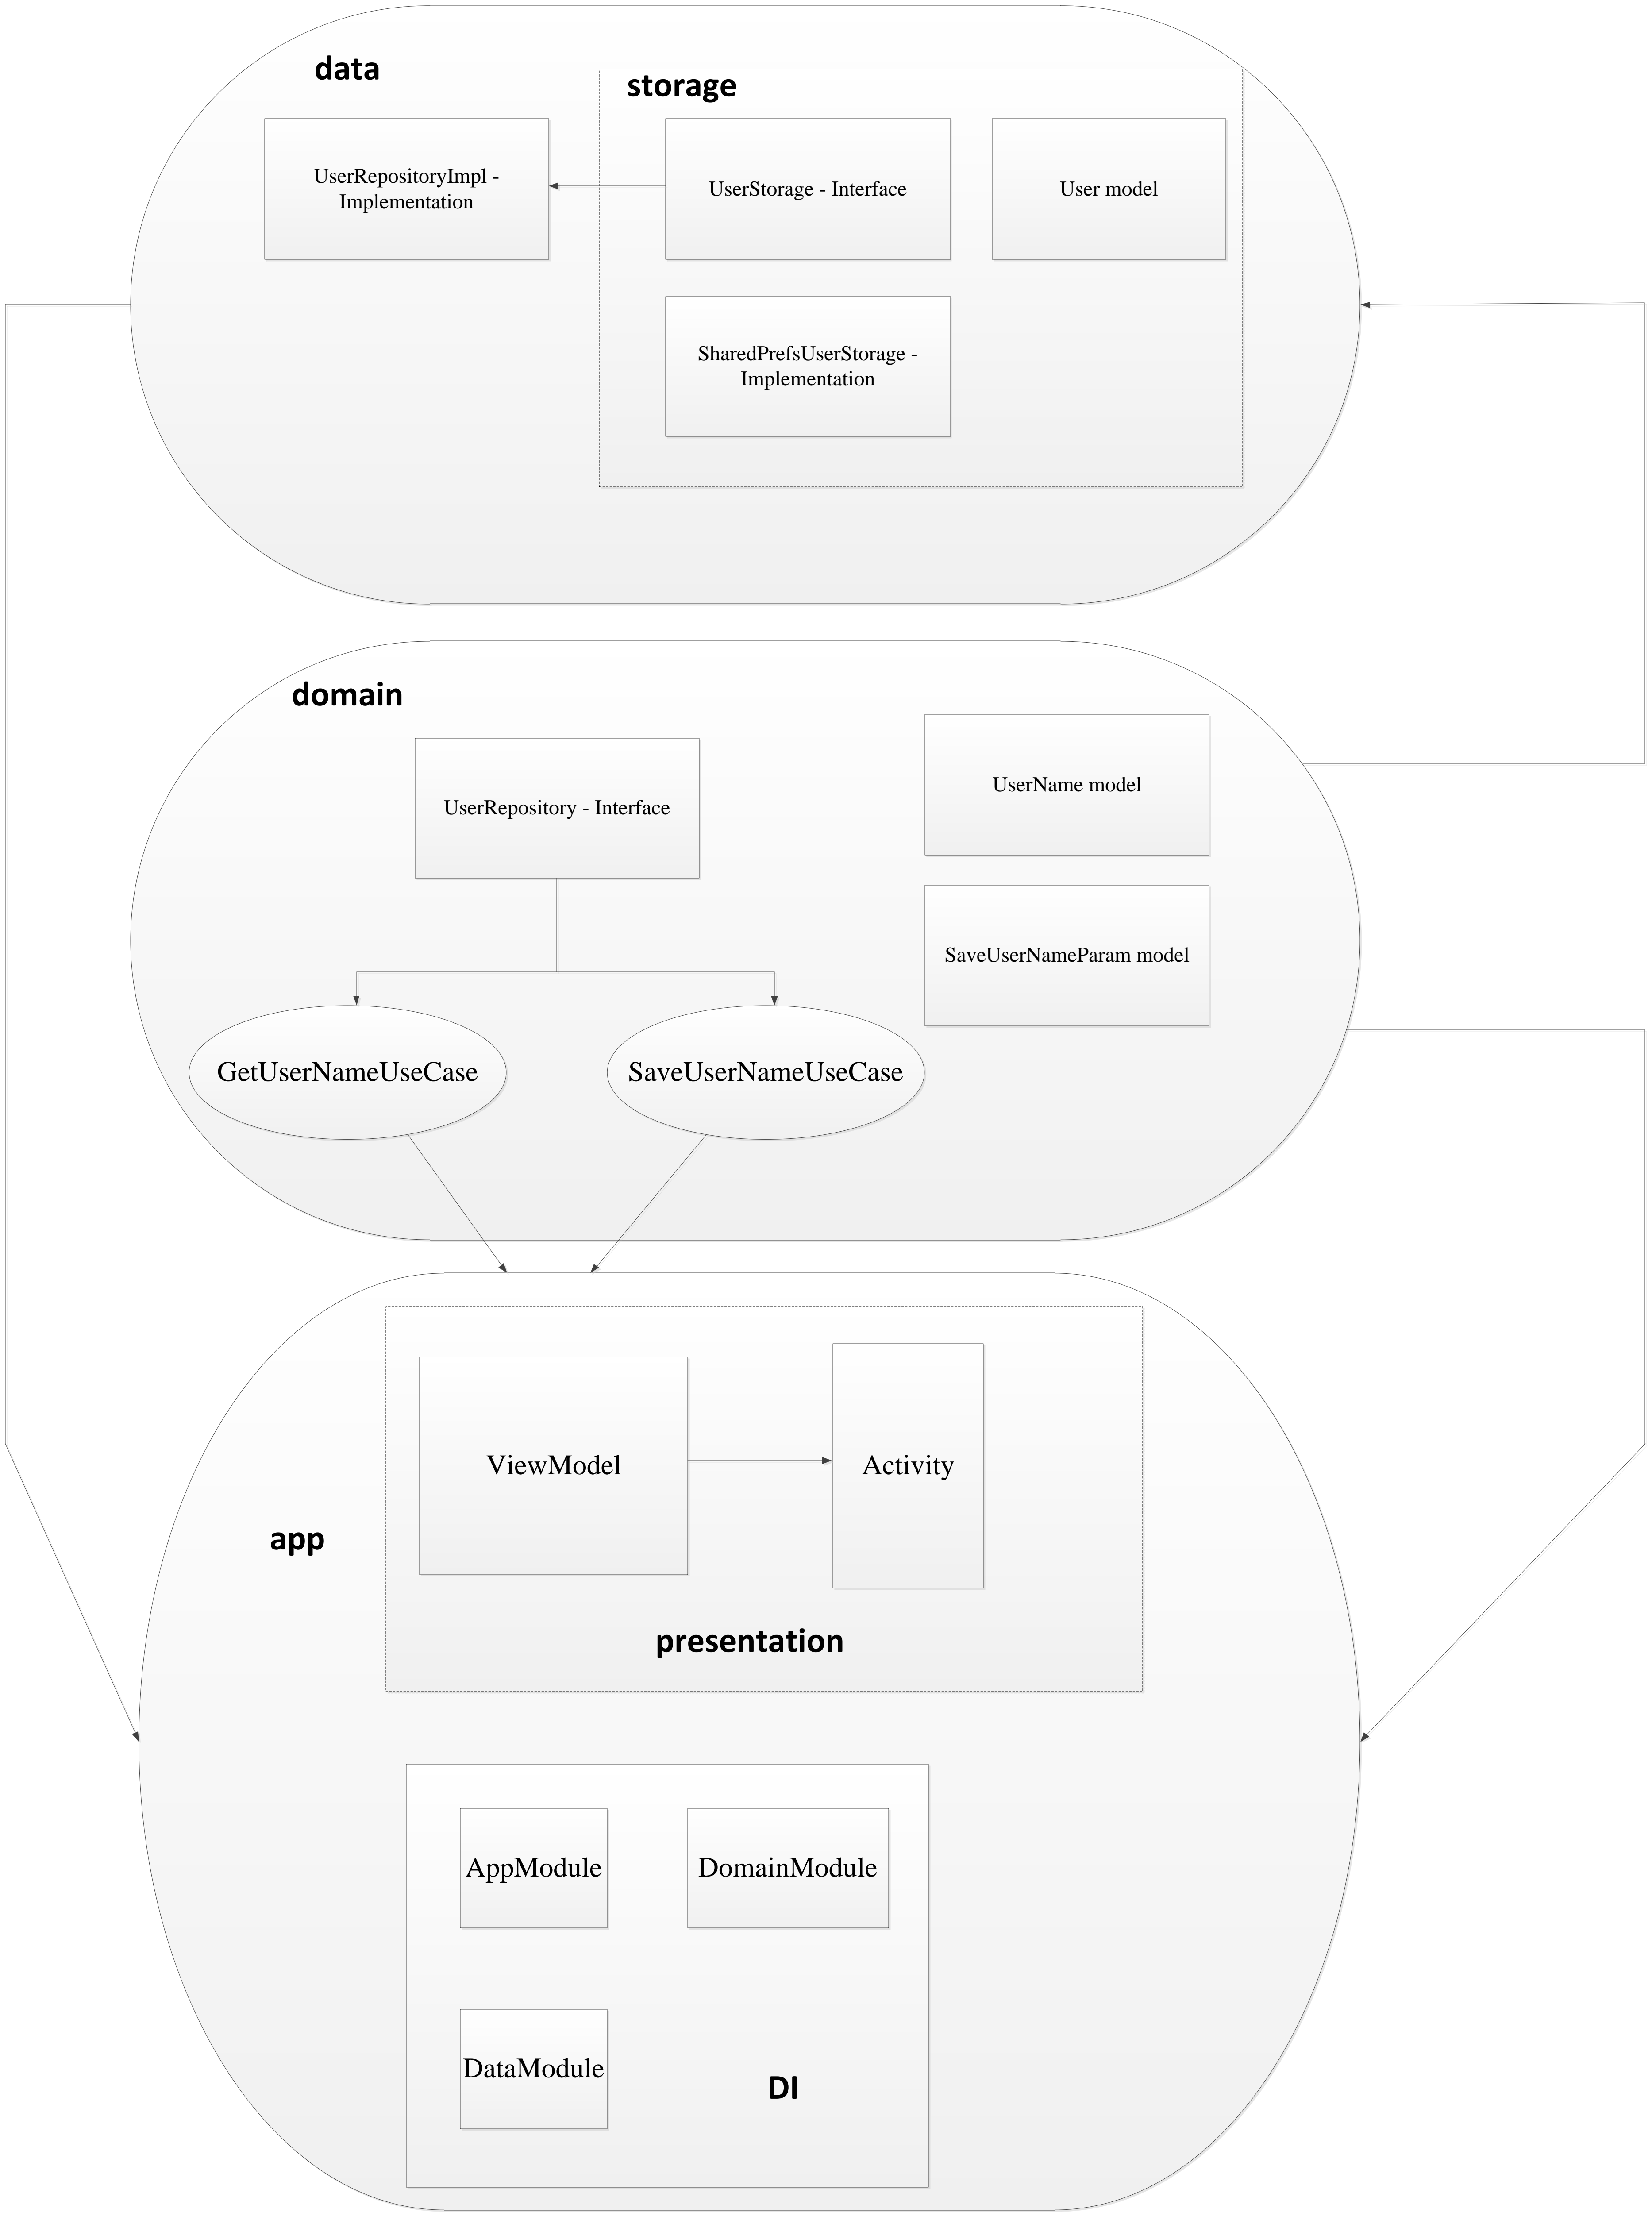 data
storage
UserRepositoryImpl -
Implementation
UserStorage - Interface
User model
SharedPrefsUserStorage -
Implementation
domain
UserRepository - Interface
UserName model
SaveUserNameParam model
GetUserNameUseCase
SaveUserNameUseCase
ViewModel
Activity
app
presentation
AppModule
DomainModule
DataModule
DI